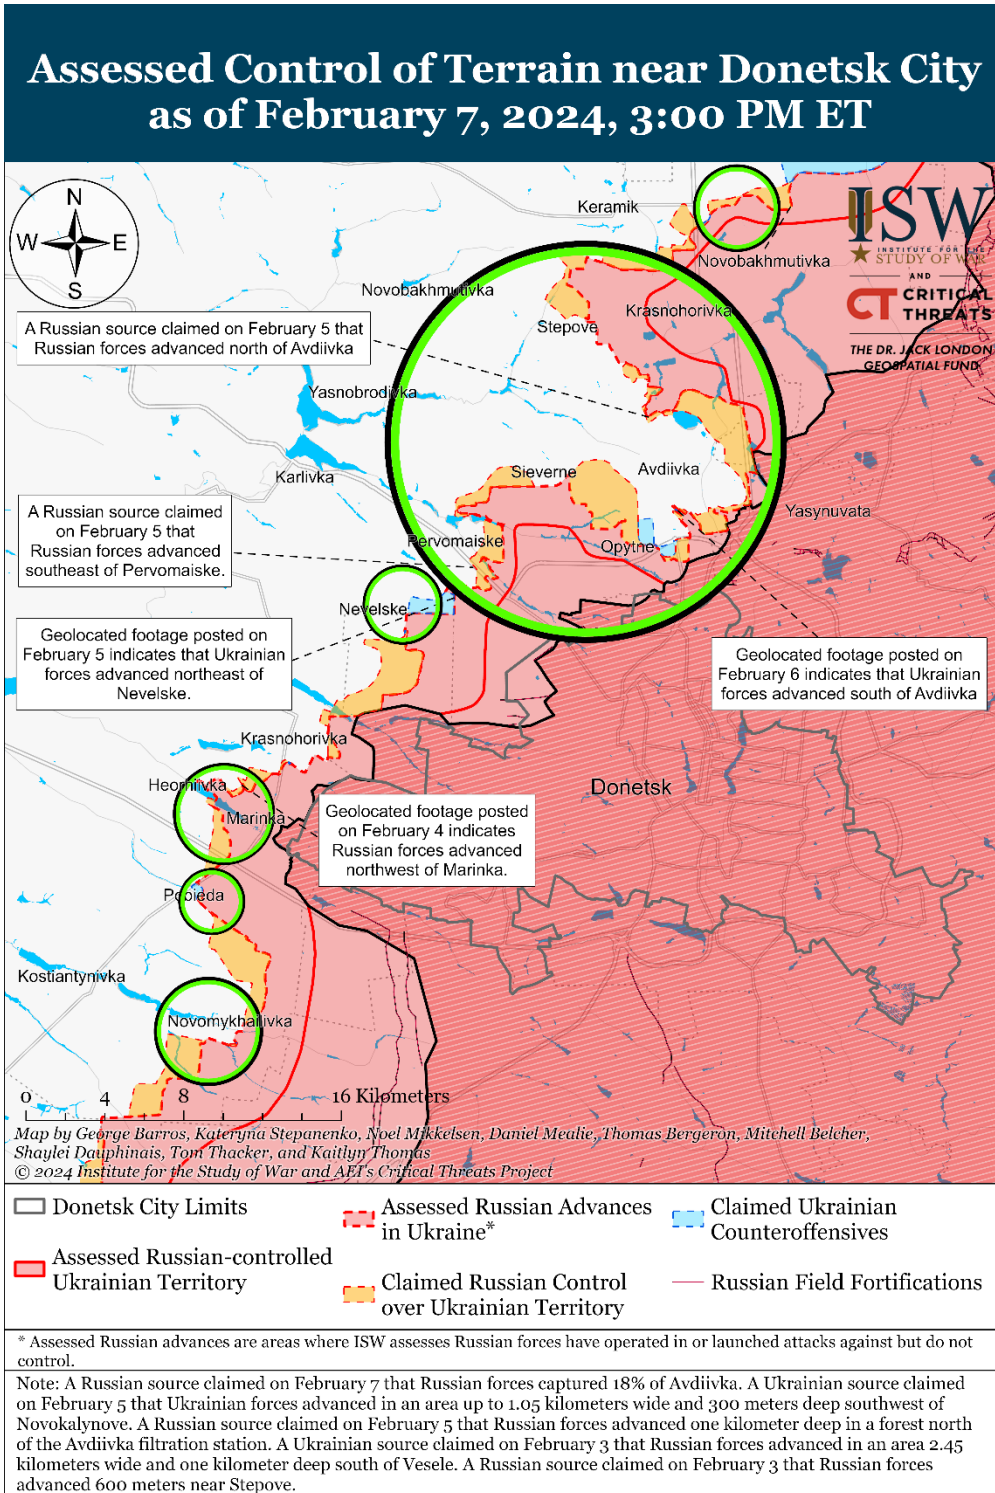 Assessed Control of Terrain near Donetsk City
as of February 7, 2024, 3:00 PM ET
N
W
E
S
ISW
INSTITUTE FOR THE
STUDY OF WAR
AND
CT CRITICAL
THREATS
THE DR. JACK LONDON
GEOSPATIAL FUND
Keramik
Novobakhmutivka
Novobakhmutivka
Krasnohorivka
Stepove
A Russian source claimed on February 5 that
Russian forces advanced north of Avdiivka
Yasnobrodivka
Karlivka
Sieverne
Avdiivka
Yasynuvata
A Russian source claimed
on February 5 that
Russian forces advanced
southeast of Pervomaiske.
Pervomaiske
Opytne
Nevelske
Geolocated footage posted on
February 5 indicates that Ukrainian
forces advanced northeast of
Nevelske.
Geolocated footage posted on
February 6 indicates that Ukrainian
forces advanced south of Avdiivka
Krasnohorivka
Heorhiivka
Marinka
Donetsk
Geolocated footage posted
on February 4 indicates
Russian forces advanced
northwest of Marinka.
Pobieda
Kostiantynivka
Novomykhailivka
0 4 8 16 Kilometers
Map by George Barros, Kateryna Stepanenko, Noel Mikkelsen, Daniel Mealie, Thomas Bergeron, Mitchell Belcher,
Shaylei Dauphinais, Tom Thacker, and Kaitlyn Thomas
© 2024 Institute for the Study of War and AEI's Critical Threats Project
Donetsk City Limits
Assessed Russian-controlled
Ukrainian Territory
Assessed Russian Advances
in Ukraine*
Claimed Russian Control
over Ukrainian Territory
Claimed Ukrainian
Counteroffensives
Russian Field Fortifications
* Assessed Russian advances are areas where ISW assesses Russian forces have operated in or launched attacks against but do not
control.
Note: A Russian source claimed on February 7 that Russian forces captured 18% of Avdiivka. A Ukrainian source claimed
on February 5 that Ukrainian forces advanced in an area up to 1.05 kilometers wide and 300 meters deep southwest of
Novokalynove. A Russian source claimed on February 5 that Russian forces advanced one kilometer deep in a forest north
of the Avdiivka filtration station. A Ukrainian source claimed on February 3 that Russian forces advanced in an area 2.45
kilometers wide and one kilometer deep south of Vesele. A Russian source claimed on February 3 that Russian forces
advanced 600 meters near Stepove.